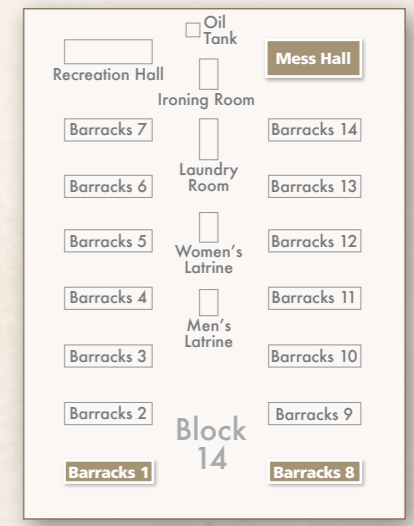 Oil
Tank
Mess Hall
Recreation Hall
Ironing Room
Barracks 7
Barracks 14
Laundry
Room
Barracks 6
Barracks 13
Barracks 5
Women's
Latrine
Barracks 12
Barracks 4
Barracks 11
Men's
Latrine
Barracks 3
Barracks 10
Barracks 2
Barracks 9
Block
14
Barracks 1
Barracks 8